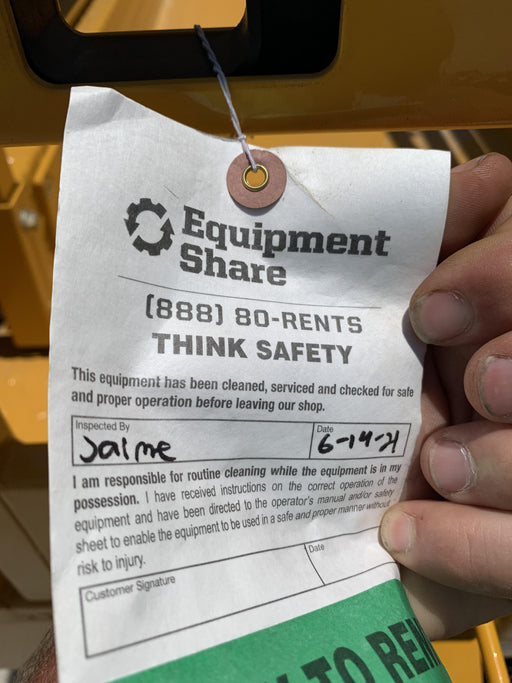 Equipment
Share
(888) 80-RENTS
THINK SAFETY
This equipment has been cleaned, serviced and checked for safe
and proper operation before leaving our shop.
Inspected By
Jaime
Date
6-14-21
I am responsible for routine cleaning while the equipment is in my
possession. I have received instructions on the correct operation of the
equipment and have been directed to the operator's manual and/or safety
sheet to enable the equipment to be used in a safe and proper manner without
risk to injury.
Customer Signature
Date
TO REN